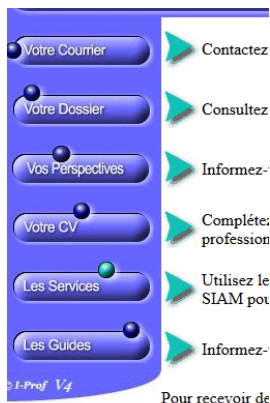 Votre Courrier
Contactez
Votre Dossier
Consultez
Vos Perspectives
Informez-
Votre CV
Complétez
profession
Les Services
Utilisez le
SIAM pou
Les Guides
Informez-
© I-Prof V4
Pour recevoir de